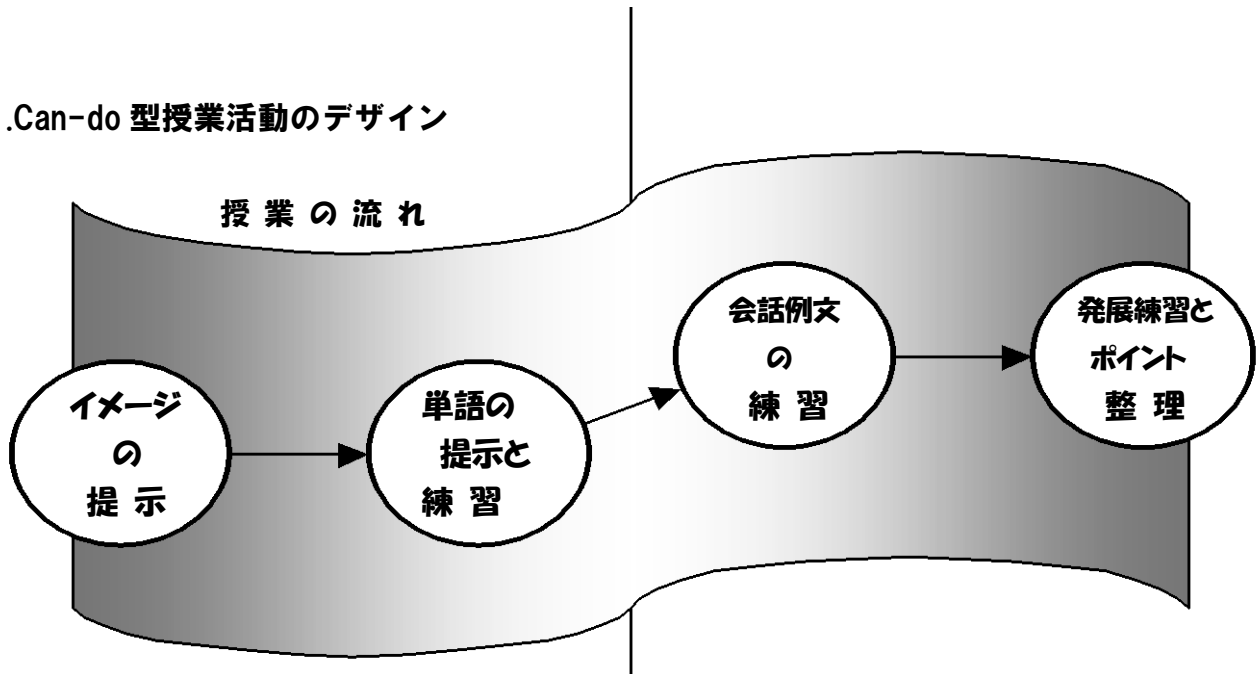 .Can-do 型授業活動のデザイン
授 業 の 流 れ
イメージ
の
提 示
単語の
提示と
練 習
会話例文
の
練 習
発展練習と
ポイント
整 理